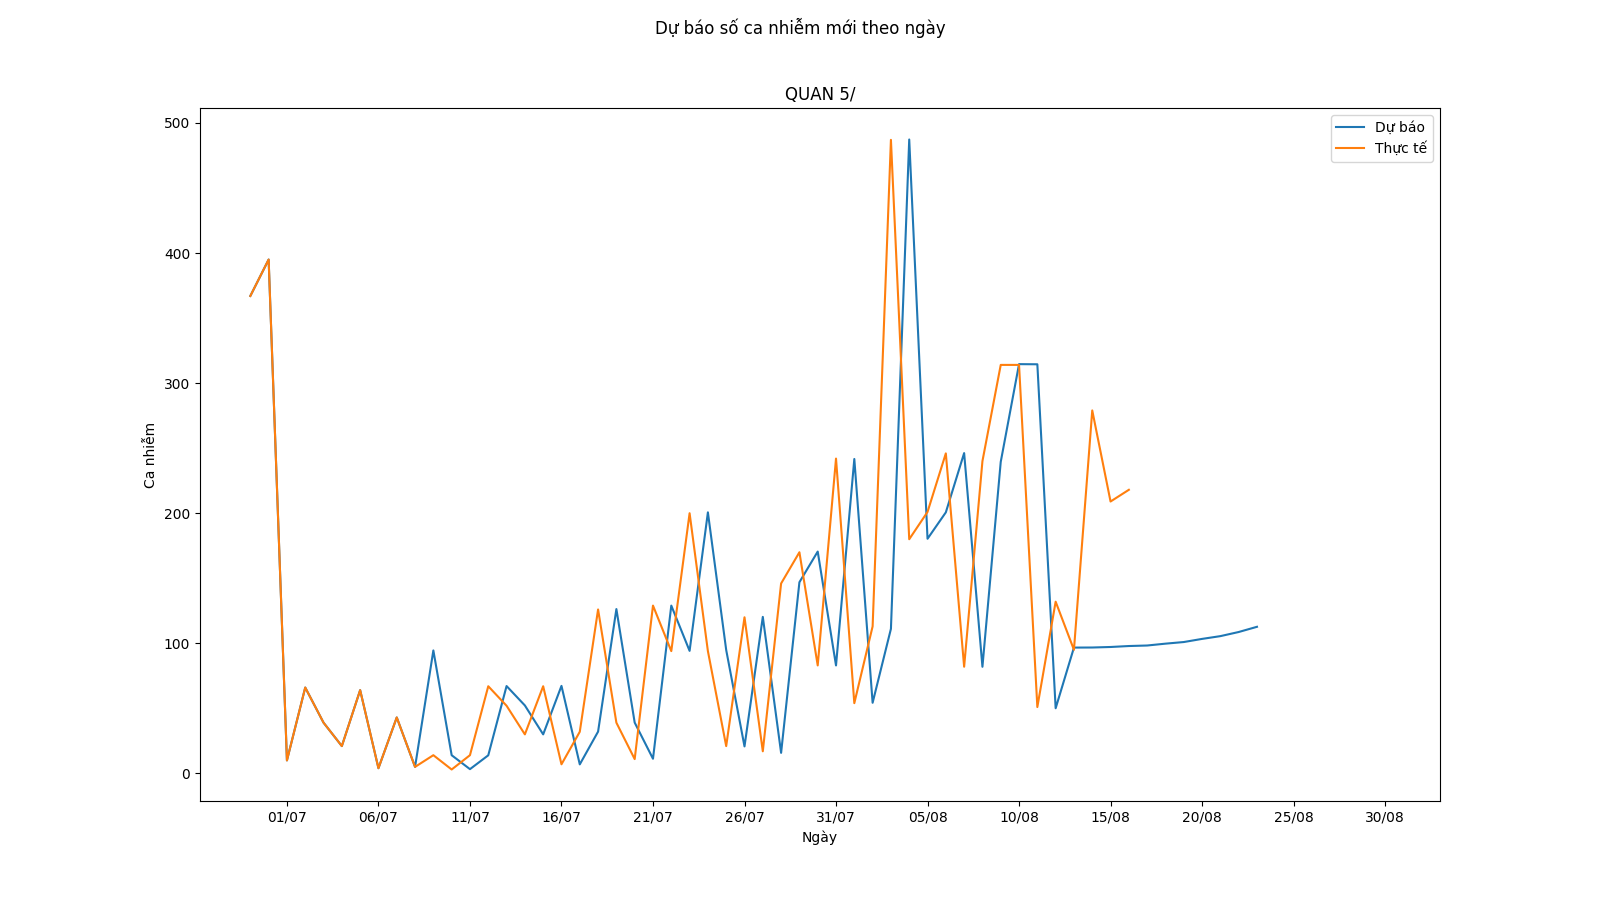 Dự báo số ca nhiễm mới theo ngày
QUAN 5/
Dự báo
Thực tế
500
400
300
200
100
0
Ca nhiễm
01/07 06/07 11/07 16/07 21/07 26/07 31/07 05/08 10/08 15/08 20/08 25/08 30/08
Ngày